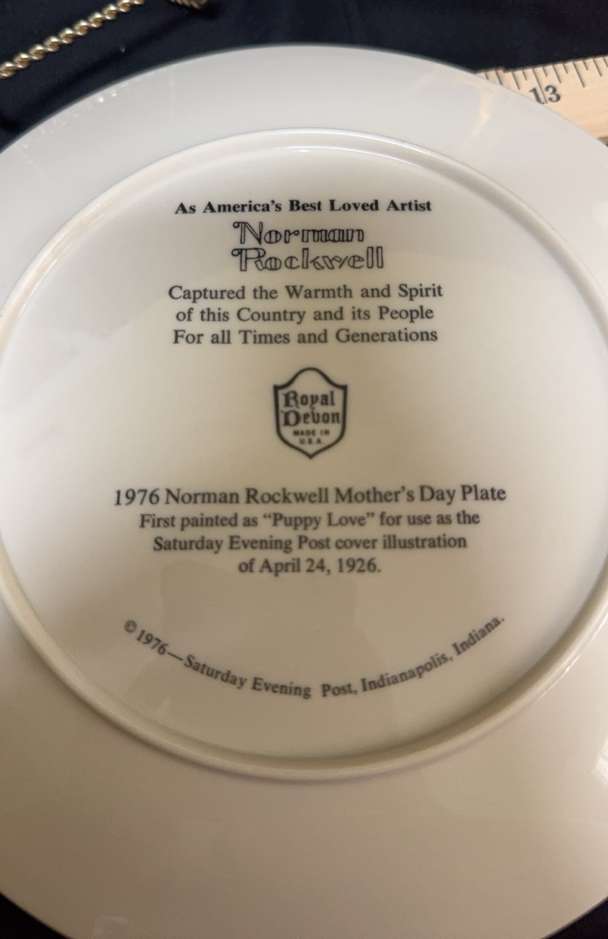 13
As America's Best Loved Artist
Norman
Rockwell
Captured the Warmth and Spirit
of this Country and its People
For all Times and Generations
Royal
Devon
MADE IN
U.S.A.
1976 Norman Rockwell Mother's Day Plate
First painted as “Puppy Love” for use as the
Saturday Evening Post cover illustration
of April 24, 1926.
© 1976—Saturday Evening Post, Indianapolis, Indiana.